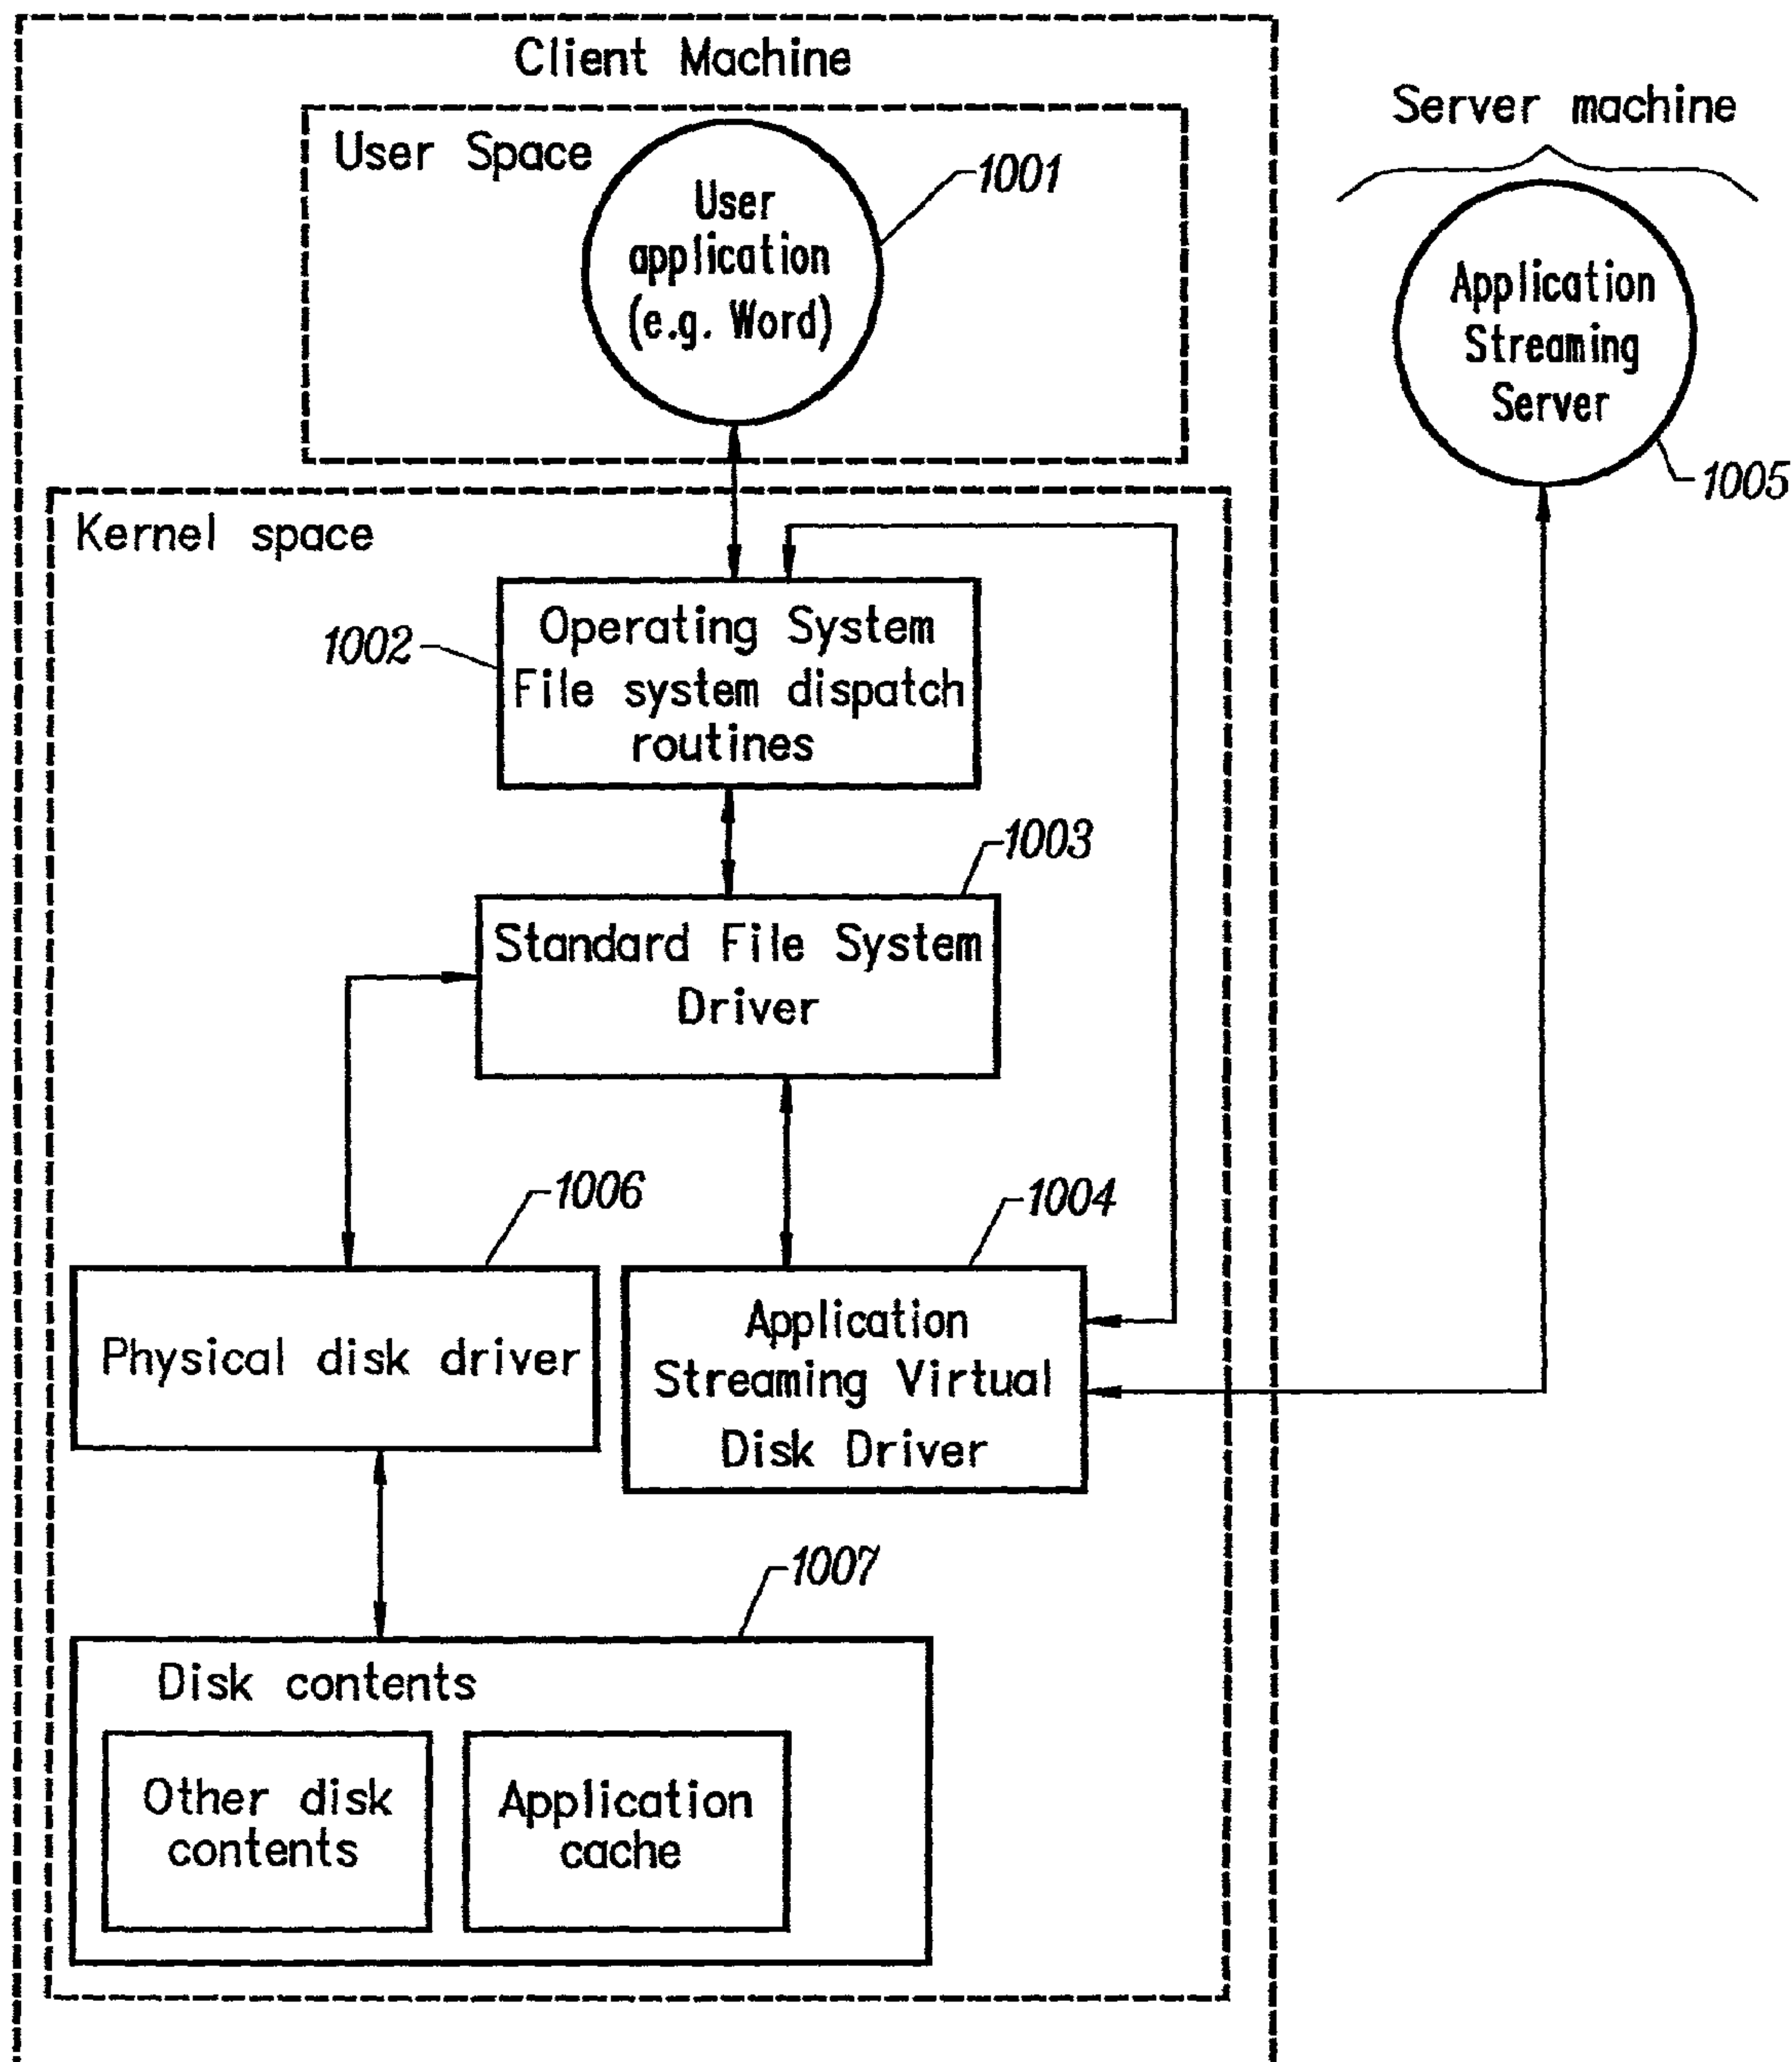 Client Machine
Server machine
User Space
1001
User
application
(e.g. Word)
Application
Streaming
Server
1005
Kernel space
1002
Operating System
File system dispatch
routines
1003
Standard File System
Driver
1006
1004
Physical disk driver
Application
Streaming Virtual
Disk Driver
1007
Disk contents
Other disk
contents
Application
cache